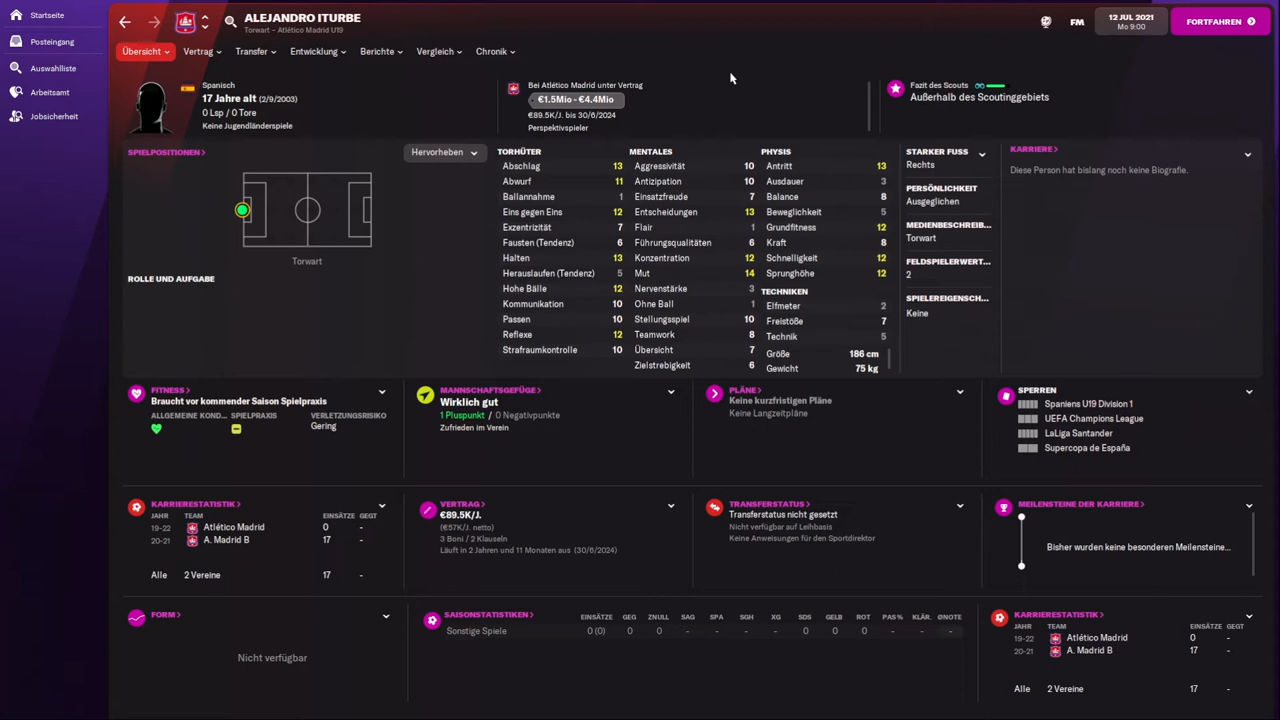 Startseite
Posteingang
Auswahlliste
Arbeitsamt
Jobsicherheit
ALEJANDRO ITURBE
Torwart - Atlético Madrid U19
FM
12 JUL 2021
Mo 9:00
FORTFAHREN
Übersicht
Vertrag
Transfer
Entwicklung
Berichte
Vergleich
Chronik
Spanisch
17 Jahre alt (2/9/2003)
0 Lsp / 0 Tore
Keine Jugendländerspiele
Bei Atlético Madrid unter Vertrag
€1.5Mio - €4.4Mio
€89.5K/J. bis 30/6/2024
Perspektivspieler
Fazit des Scouts
Außerhalb des Scoutinggebiets
SPIELPOSITIONEN
Torwart
ROLLE UND AUFGABE
Hervorheben
TORHÜTER
Abschlag 13
Abwurf 11
Ballannahme 1
Eins gegen Eins 12
Exzentrizität 7
Fausten (Tendenz) 6
Halten 13
Herauslaufen (Tendenz) 5
Hohe Bälle 12
Kommunikation 10
Passen 10
Reflexe 12
Strafraumkontrolle 10
MENTALES
Aggressivität 10
Antizipation 10
Einsatzfreude 7
Entscheidungen 13
Flair 1
Führungsqualitäten 6
Konzentration 12
Mut 14
Nervenstärke 3
Ohne Ball 1
Stellungsspiel 10
Teamwork 8
Übersicht 7
Zielstrebigkeit 6
PHYSIS
Antritt 13
Ausdauer 3
Balance 8
Beweglichkeit 5
Grundfitness 12
Kraft 8
Schnelligkeit 12
Sprunghöhe 12
TECHNIKEN
Elfmeter 2
Freistöße 7
Technik 5
Größe 186 cm
Gewicht 75 kg
STARKER FUSS
Rechts
PERSÖNLICHKEIT
Ausgeglichen
MEDIENBESCHREIB...
Torwart
FELDSPIELERWERT...
2
SPIELEREIGENSCH...
Keine
KARRIERE
Diese Person hat bislang noch keine Biografie.
FITNESS
Braucht vor kommender Saison Spielpraxis
ALLGEMEINE KOND... SPIELPRAXIS VERLETZUNGSRISIKO
Gering
MANNSCHAFTSGEFÜGE
Wirklich gut
1 Pluspunkt / 0 Negativpunkte
Zufrieden im Verein
PLÄNE
Keine kurzfristigen Pläne
Keine Langzeitpläne
SPERREN
Spaniens U19 Division 1
UEFA Champions League
LaLiga Santander
Supercopa de España
KARRIERESTATISTIK
JAHR TEAM EINSÄTZE GEGT
19-22 Atlético Madrid 0 -
20-21 A. Madrid B 17 -
Alle 2 Vereine 17 -
VERTRAG
€89.5K/J.
(€57K/J. netto)
3 Boni / 2 Klauseln
Läuft in 2 Jahren und 11 Monaten aus (30/6/2024)
TRANSFERSTATUS
Transferstatus nicht gesetzt
Nicht verfügbar auf Leihbasis
Keine Anweisungen für den Sportdirektor
MEILENSTEINE DER KARRIERE
Bisher wurden keine besonderen Meilensteine...
FORM
Nicht verfügbar
SAISONSTATISTIKEN
EINSÄTZE GEG ZNULL SAG SPA SGH XG SDS GELB ROT PAS % KLÄR. ØNOTE
Sonstige Spiele 0 (0) 0 0 - - - - 0 0 0 - - -
KARRIERESTATISTIK
JAHR TEAM EINSÄTZE GEGT
19-22 Atlético Madrid 0 -
20-21 A. Madrid B 17 -
Alle 2 Vereine 17 -